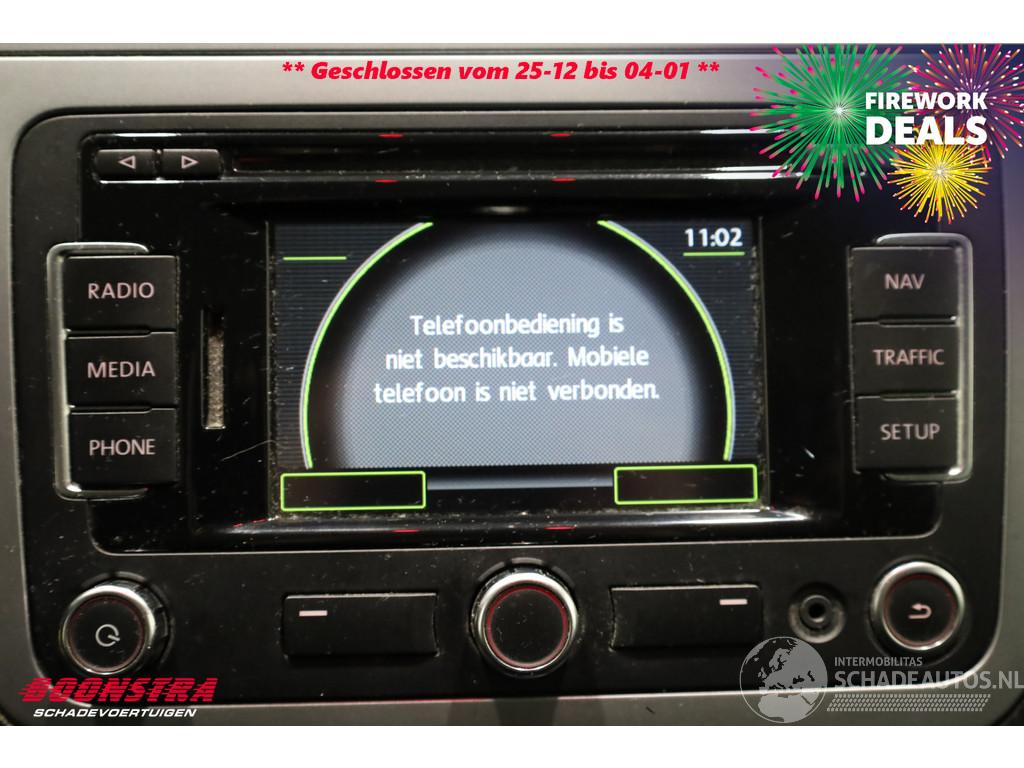 ** Geschlossen vom 25-12 bis 04-01 **
FIREWORK
DEALS
11:02
RADIO
MEDIA
PHONE
NAV
TRAFFIC
SETUP
Telefoonbediening is
niet beschikbaar. Mobiele
telefoon is niet verbonden.
BOONSTRA
SCHADEVOERTUIGEN
INTERMOBILITAS
SCHADEAUTOS.NL